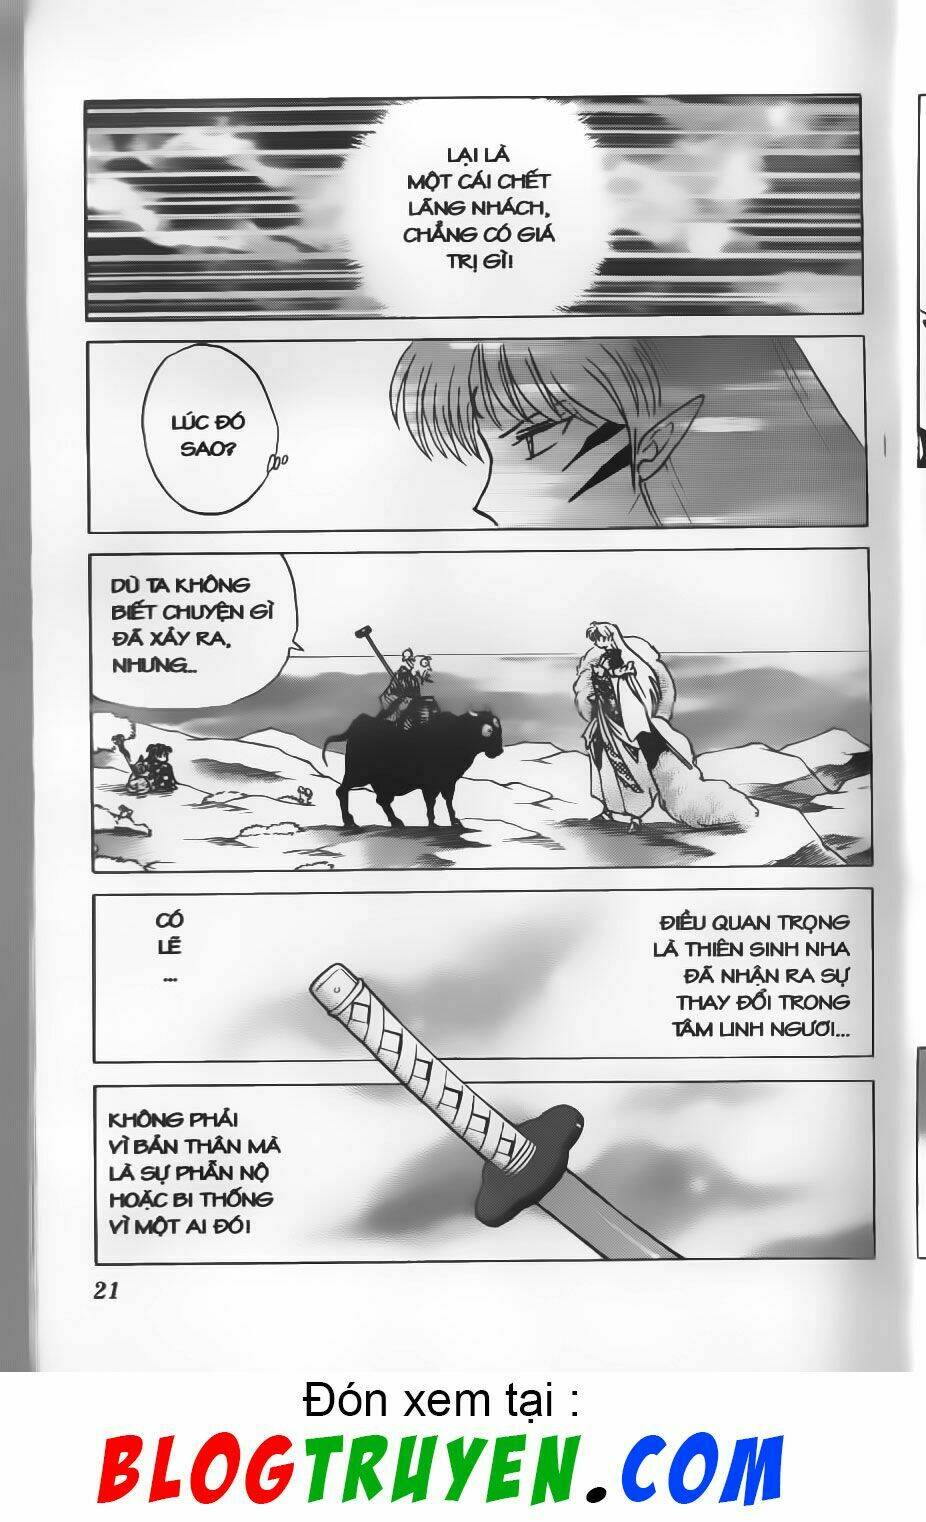 LẠI LÀ
MỘT CÁI CHẾT
LÃNG NHÁCH,
CHẲNG CÓ GIÁ
TRỊ GÌ!
LÚC ĐÓ
SAO?
DÙ TA KHÔNG
BIẾT CHUYỆN GÌ
ĐÃ XẢY RA,
NHƯNG...
ĐIỀU QUAN TRỌNG
LÀ THIÊN SINH NHA
ĐÃ NHẬN RA SỰ
THAY ĐỔI TRONG
TÂM LINH NGƯƠI...
CÓ
LẼ
...
KHÔNG PHẢI
VÌ BẢN THÂN MÀ
LÀ SỰ PHẪN NỘ
HOẶC BI THỐNG
VÌ MỘT AI ĐÓ!
21
Đón xem tại :
BLOGTRUYEN.COM